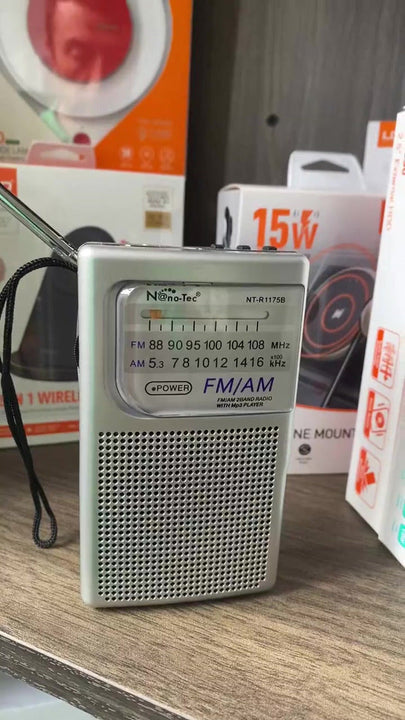 N@no-Tec®
NT-R1175B
FM 88 90 95 100 104 108 MHz
AM 5.3 7 8 10 12 14 16 x100 kHz
POWER
FM/AM
FM/AM 2BAND RADIO
WITH Mp3 PLAYER
15W
NE MOUNT
1 WIREL